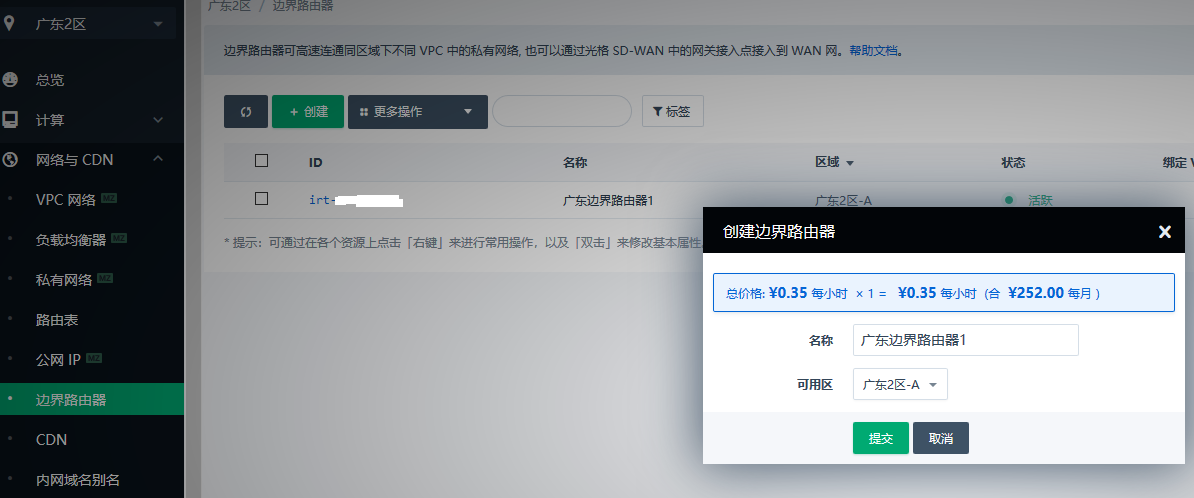 广东2区
广东2区 / 边界路由器
边界路由器可高速连通同区域下不同 VPC 中的私有网络, 也可以通过光格 SD-WAN 中的网关接入点接入到 WAN 网。帮助文档。
总览
计算
网络与 CDN
VPC 网络 MZ
负载均衡器 MZ
私有网络 MZ
路由表
公网 IP MZ
边界路由器
CDN
内网域名别名
+ 创建 更多操作 标签
ID 名称 区域 状态 绑定
irt- 广东边界路由器1 广东2区-A 活跃
* 提示：可通过在各个资源上点击「右键」来进行常用操作，以及「双击」来修改基本属性
创建边界路由器
总价格: ¥0.35 每小时 × 1 = ¥0.35 每小时 (合 ¥252.00 每月 )
名称 广东边界路由器1
可用区 广东2区-A
提交 取消